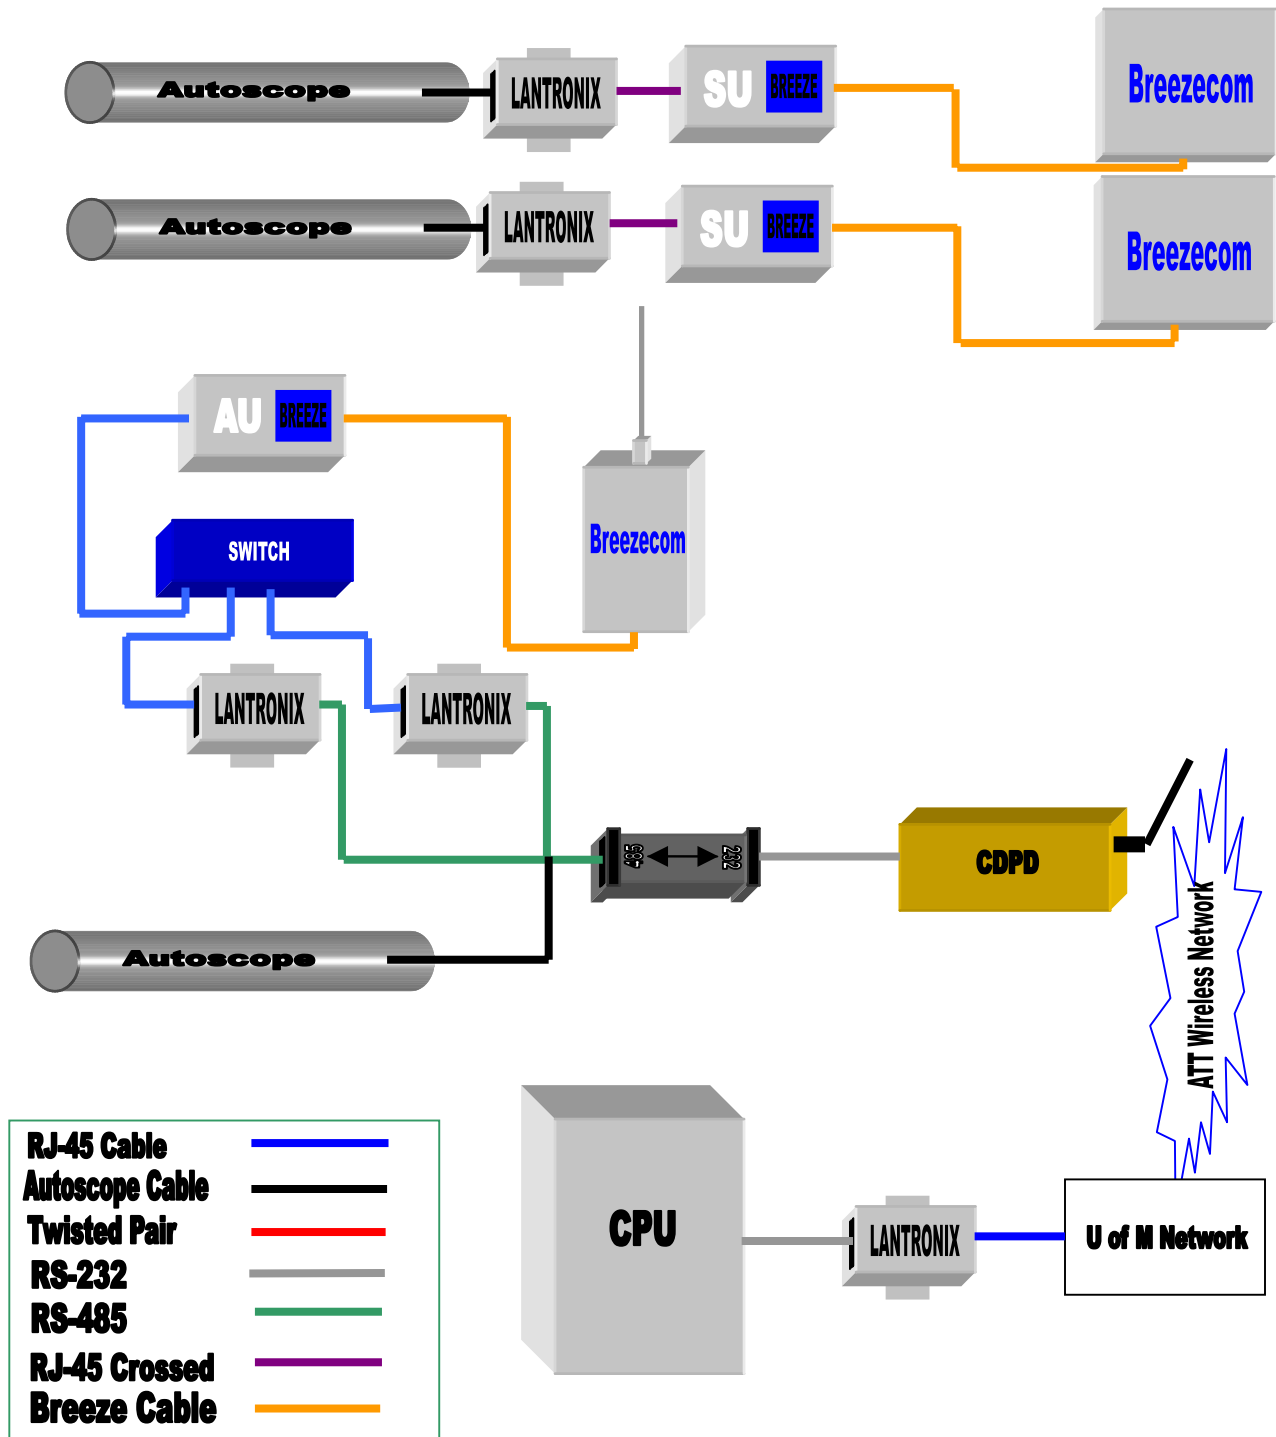 Autoscope
LANTRONIX
SU
BREEZE
Breezecom
Autoscope
LANTRONIX
SU
BREEZE
Breezecom
AU
BREEZE
SWITCH
Breezecom
LANTRONIX
LANTRONIX
485
232
CDPD
ATT Wireless Network
Autoscope
CPU
LANTRONIX
U of M Network
RJ-45 Cable
Autoscope Cable
Twisted Pair
RS-232
RS-485
RJ-45 Crossed
Breeze Cable